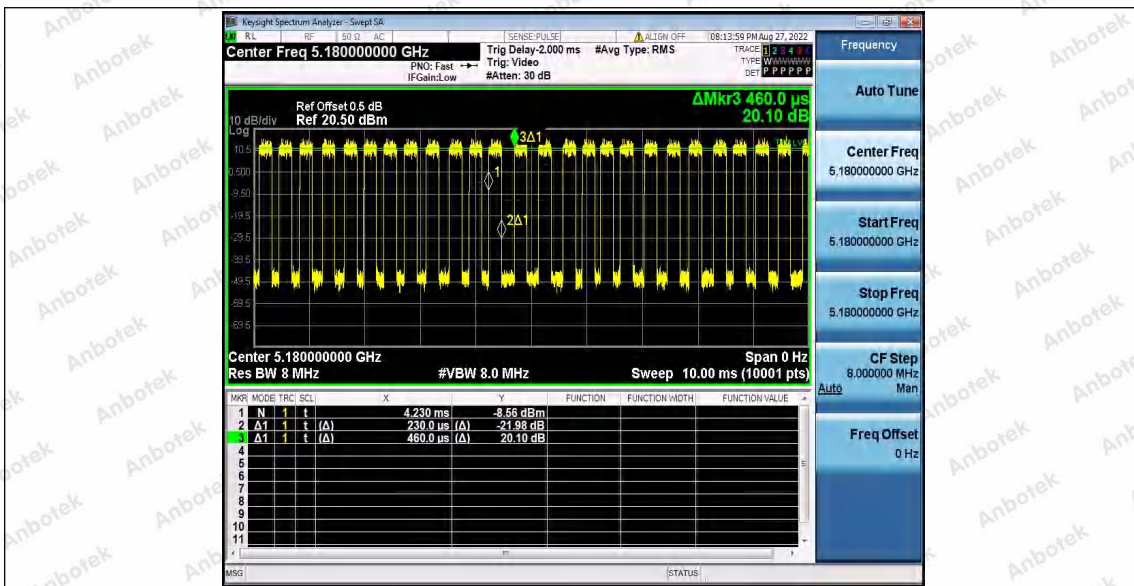 Keysight Spectrum Analyzer - Swept SA
RL RF 50 Ω AC SENSE:PULSE ALIGN OFF 08:13:59 PM Aug 27, 2022
Center Freq 5.180000000 GHz
PNO: Fast
IFGain:Low
Trig Delay-2.000 ms
Trig: Video
#Atten: 30 dB
#Avg Type: RMS
TRACE 1 2 3 4 5 6
TYPE W
DET P P P P P P
Frequency
Auto Tune
Center Freq
5.180000000 GHz
Start Freq
5.180000000 GHz
Stop Freq
5.180000000 GHz
CF Step
8.000000 MHz
Auto Man
Freq Offset
0 Hz
ΔMkr3 460.0 µs
20.10 dB
Ref Offset 0.5 dB
10 dB/div Ref 20.50 dBm
Log
10.5
0.500
-9.50
-19.5
-29.5
-39.5
-49.5
-59.5
-69.5
3Δ1
1
2Δ1
Center 5.180000000 GHz Span 0 Hz
Res BW 8 MHz #VBW 8.0 MHz Sweep 10.00 ms (10001 pts)
MKR MODE TRC SCL X Y FUNCTION FUNCTION WIDTH FUNCTION VALUE
1 N 1 t 4.230 ms -8.56 dBm
2 Δ1 1 t (Δ) 230.0 µs (Δ) -21.98 dB
3 Δ1 1 t (Δ) 460.0 µs (Δ) 20.10 dB
4
5
6
7
8
9
10
11
MSG STATUS
Anbotek